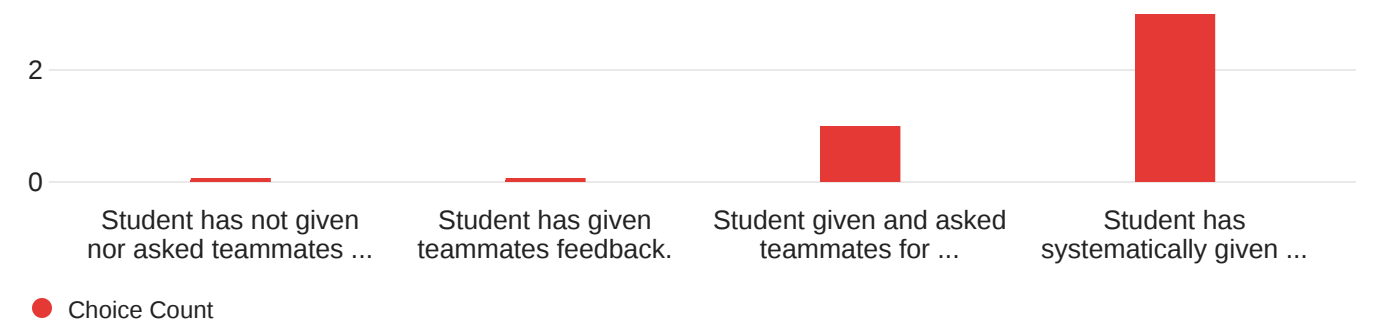 2
0
Student has not given
nor asked teammates ...
Student has given
teammates feedback.
Student given and asked
teammates for ...
Student has
systematically given ...
Choice Count